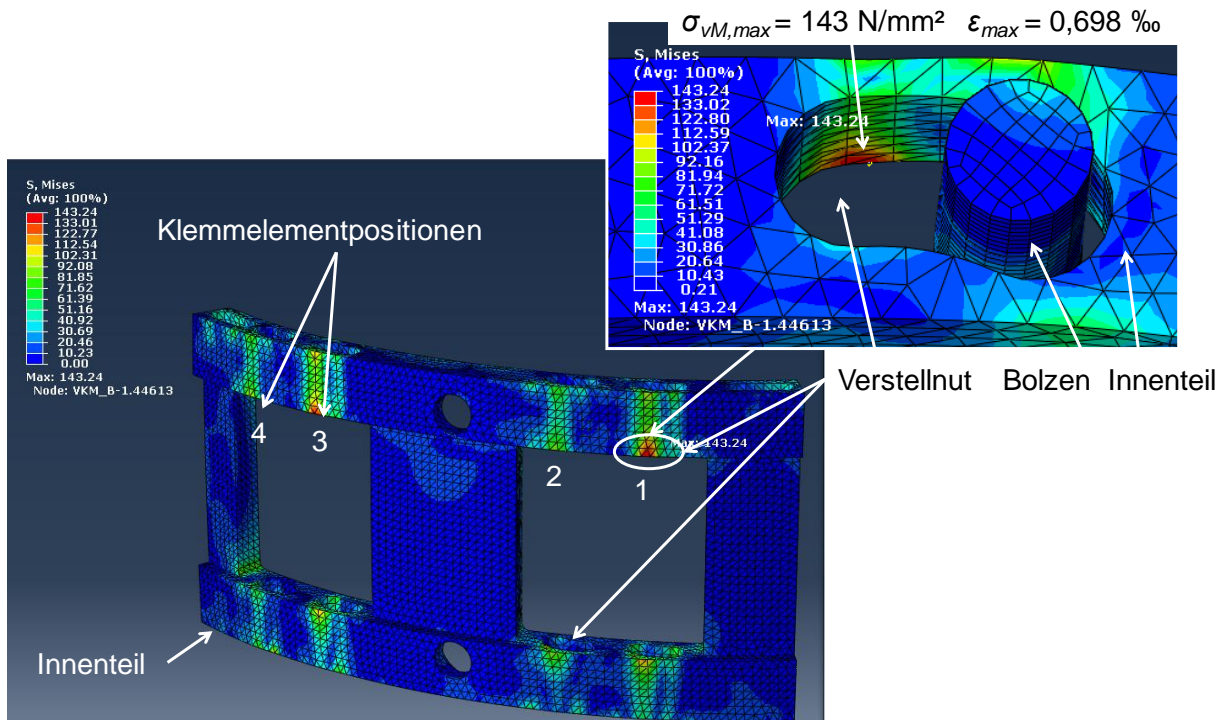 σvM,max = 143 N/mm² εmax = 0,698 ‰
S, Mises
(Avg: 100%)
143.24
133.02
122.80
112.59
102.37
92.16
81.94
71.72
61.51
51.29
41.08
30.86
20.64
10.43
0.21
Max: 143.24
Node: VKM_B-1.44613
Max: 143.24
S, Mises
(Avg: 100%)
143.24
133.01
122.77
112.54
102.31
92.08
81.85
71.62
61.39
51.16
40.92
30.69
20.46
10.23
0.00
Max: 143.24
Node: VKM_B-1.44613
Klemmelementpositionen
Verstellnut Bolzen Innenteil
4 3 2 1
Max: 143.24
Innenteil